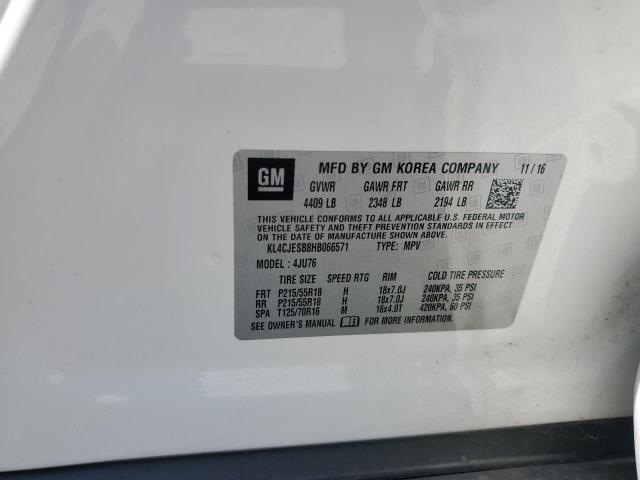 GM MFD BY GM KOREA COMPANY 11/16
GVWR GAWR FRT GAWR RR
4409 LB 2348 LB 2194 LB
THIS VEHICLE CONFORMS TO ALL APPLICABLE U.S. FEDERAL MOTOR
VEHICLE SAFETY AND THEFT PREVENTION STANDARDS IN EFFECT
ON THE DATE OF MANUFACTURE SHOWN ABOVE.
KL4CJESB8HB066571 TYPE: MPV
MODEL: 4JU76
TIRE SIZE SPEED RTG RIM COLD TIRE PRESSURE
FRT P215/55R18 H 18x7.0J 240KPA, 35 PSI
RR P215/55R18 H 18x7.0J 240KPA, 35 PSI
SPA T125/70R16 M 16x4.0T 420KPA, 60 PSI
SEE OWNER'S MANUAL FOR MORE INFORMATION.